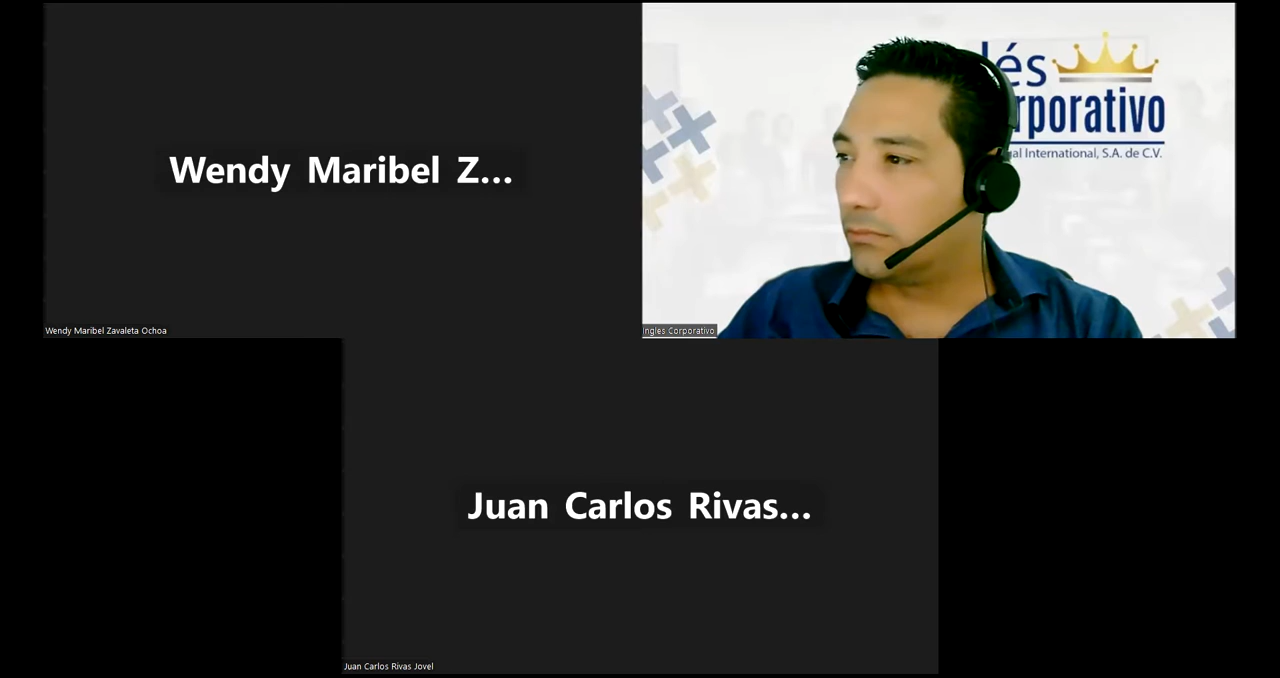 Wendy Maribel Z...
Wendy Maribel Zavaleta Ochoa
lés
rporativo
al International, S.A. de C.V.
Ingles Corporativo
Juan Carlos Rivas...
Juan Carlos Rivas Jovel